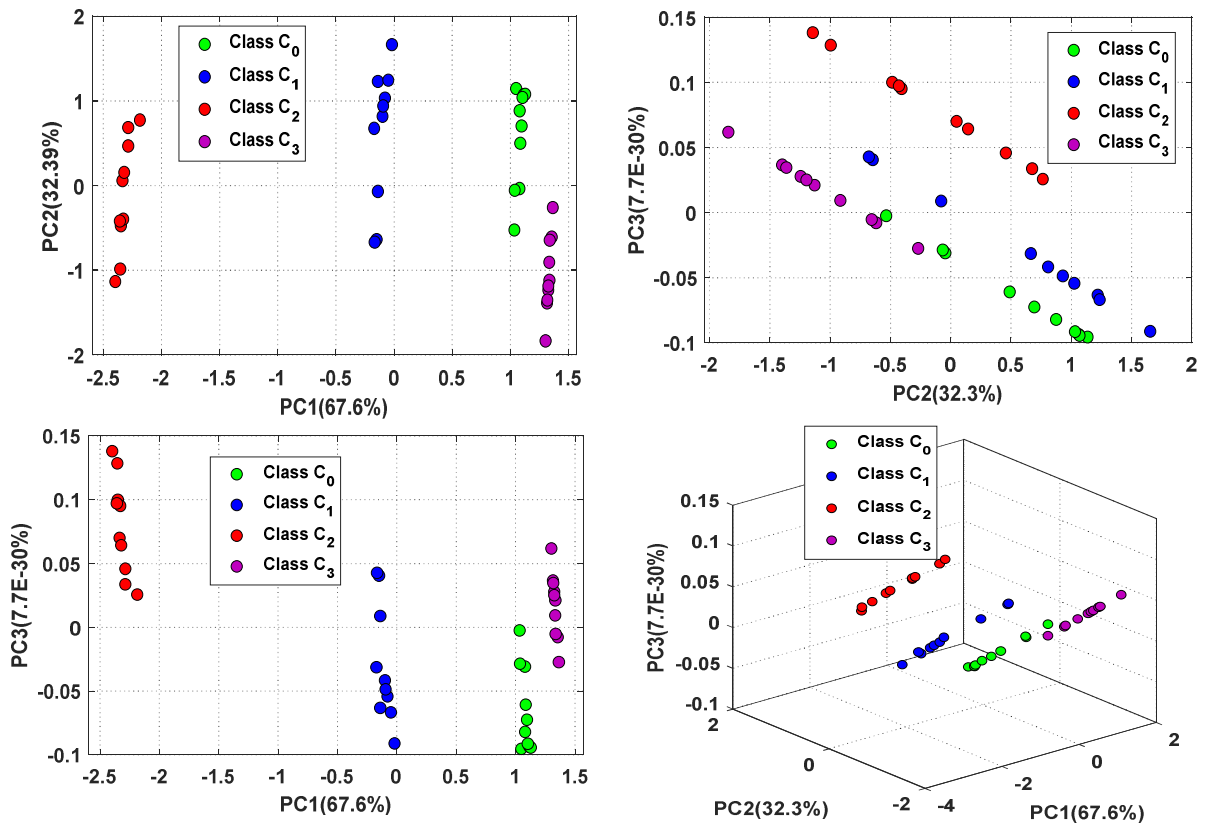 2
1
0
-1
-2
PC2(32.39%)
Class C0
Class C1
Class C2
Class C3
-2.5 -2 -1.5 -1 -0.5 0 0.5 1 1.5
PC1(67.6%)
0.15
0.1
0.05
0
-0.05
-0.1
PC3(7.7E-30%)
Class C0
Class C1
Class C2
Class C3
-2 -1.5 -1 -0.5 0 0.5 1 1.5 2
PC2(32.3%)
0.15
0.1
0.05
0
-0.05
-0.1
PC3(7.7E-30%)
Class C0
Class C1
Class C2
Class C3
-2.5 -2 -1.5 -1 -0.5 0 0.5 1 1.5
PC1(67.6%)
Class C0
Class C1
Class C2
Class C3
0.15
0.1
0.05
0
-0.05
-0.1
PC3(7.7E-30%)
2
0
-2
PC2(32.3%)
-4
-2
0
2
PC1(67.6%)